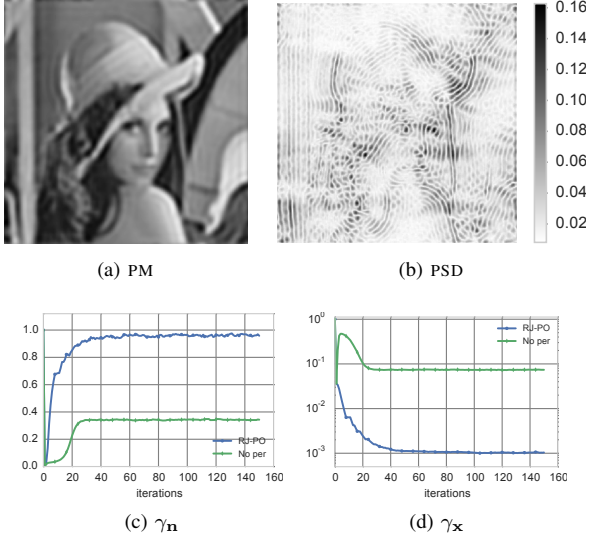 0.16
0.14
0.12
0.10
0.08
0.06
0.04
0.02
(a) PM
(b) PSD
1.0
0.8
0.6
0.4
0.2
0.0
0 20 40 60 80 100 120 140 160
iterations
RJ-PO
No per
10^0
10^-1
10^-2
10^-3
0 20 40 60 80 100 120 140 160
iterations
RJ-PO
No per
(c) γn
(d) γx